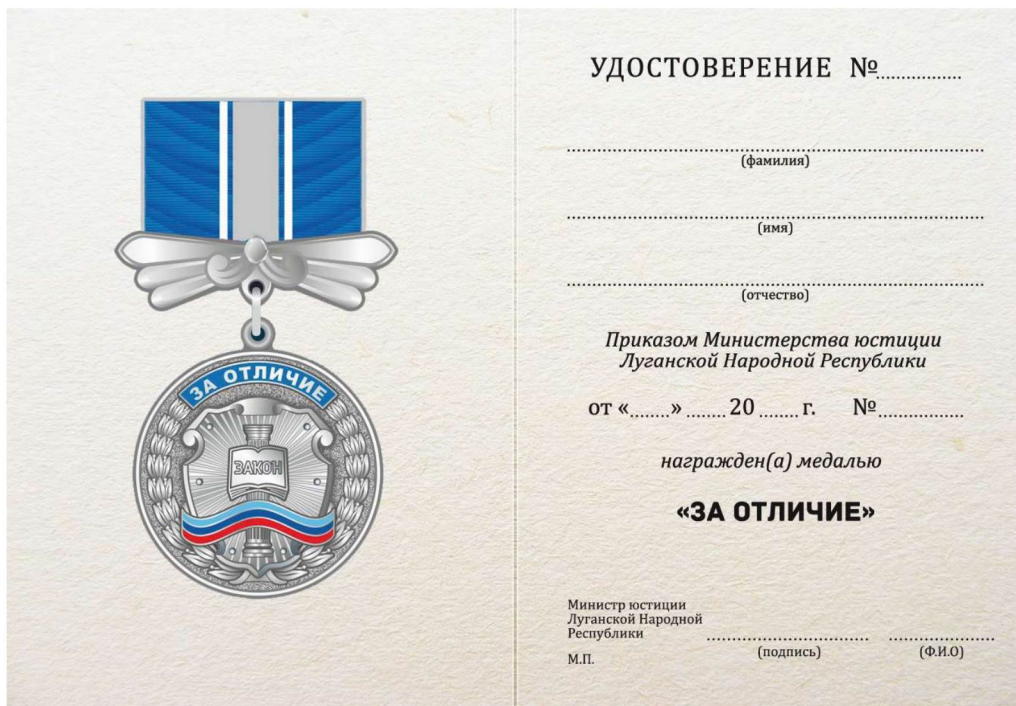 ЗА ОТЛИЧИЕ
ЗАКОН
УДОСТОВЕРЕНИЕ №................
(фамилия)
(имя)
(отчество)
Приказом Министерства юстиции
Луганской Народной Республики
от «.......» ....... 20 ....... г. №................
награжден(а) медалью
«ЗА ОТЛИЧИЕ»
Министр юстиции
Луганской Народной
Республики
(подпись) (Ф.И.О)
М.П.